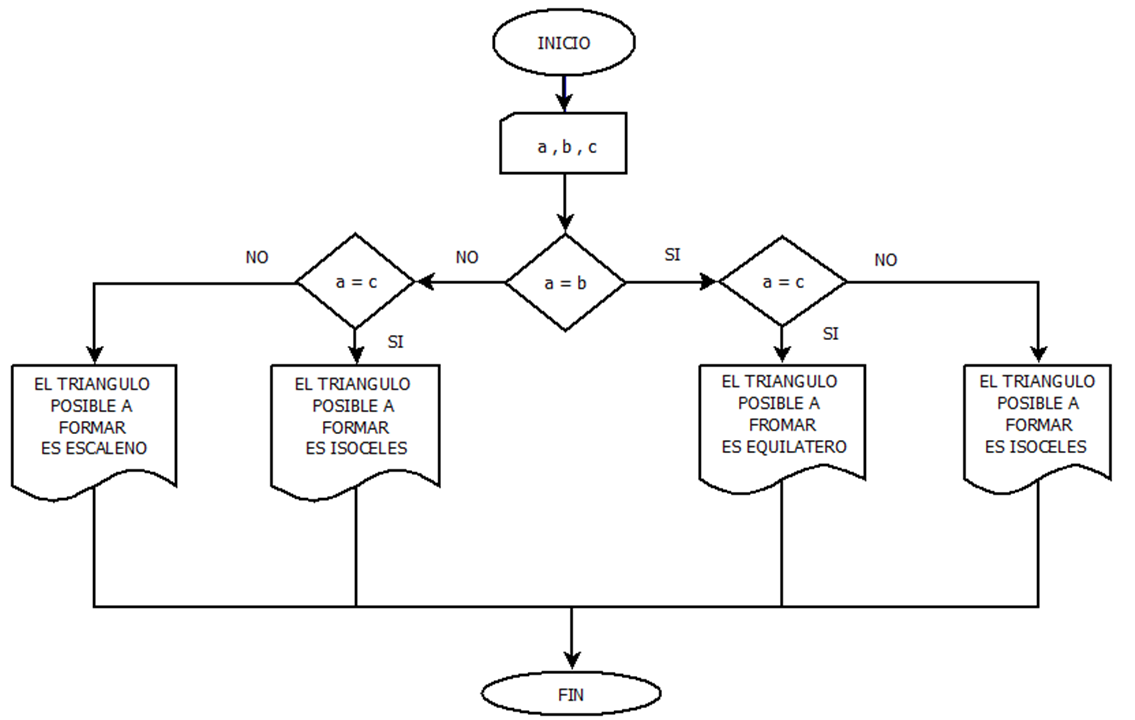 INICIO
a , b , c
NO
a = c
NO
a = b
SI
a = c
NO
SI
SI
EL TRIANGULO
POSIBLE A
FORMAR
ES ESCALENO
EL TRIANGULO
POSIBLE A
FORMAR
ES ISOCELES
EL TRIANGULO
POSIBLE A
FROMAR
ES EQUILATERO
EL TRIANGULO
POSIBLE A
FORMAR
ES ISOCELES
FIN